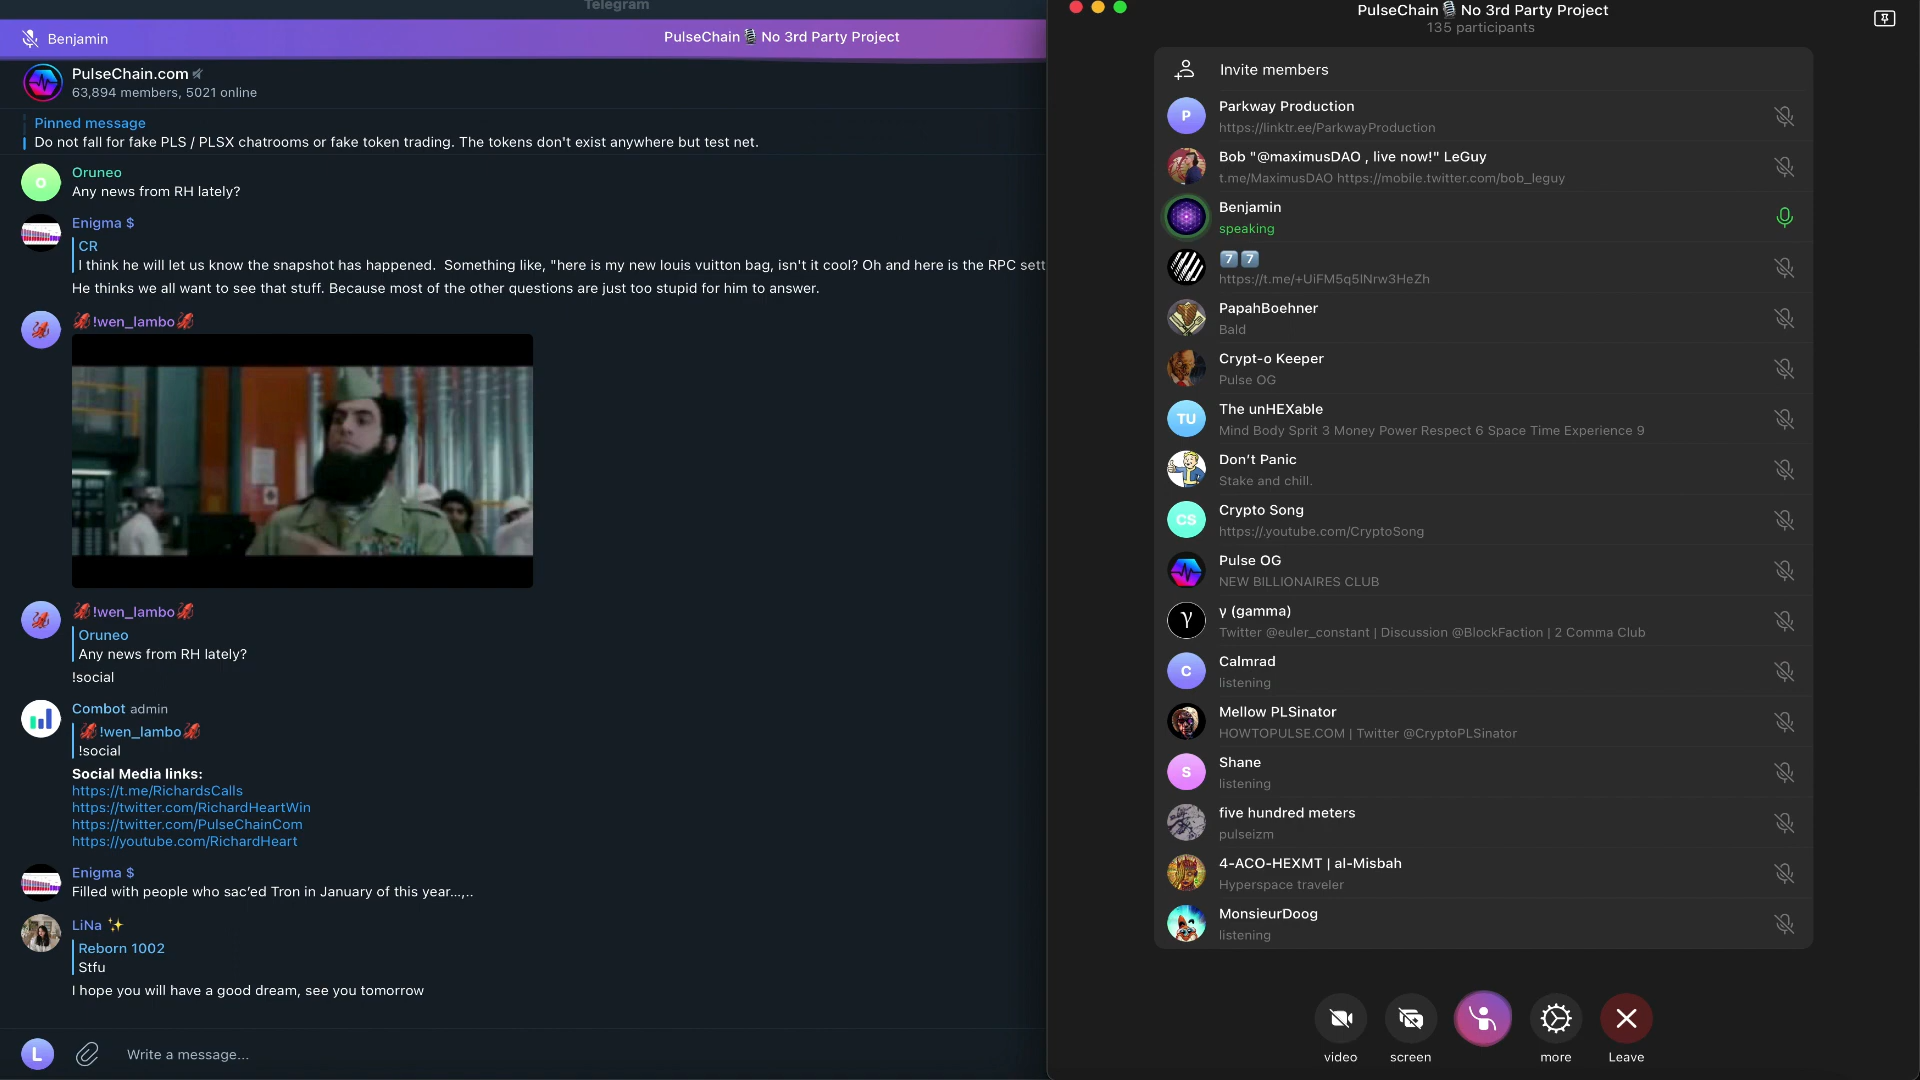 Telegram
Benjamin
PulseChain🎙️No 3rd Party Project
PulseChain.com
63,894 members, 5021 online
Pinned message
Do not fall for fake PLS / PLSX chatrooms or fake token trading. The tokens don't exist anywhere but test net.
O
Oruneo
Any news from RH lately?
Enigma $
CR
I think he will let us know the snapshot has happened.  Something like, "here is my new louis vuitton bag, isn't it cool? Oh and here is the RPC sett
He thinks we all want to see that stuff. Because most of the other questions are just too stupid for him to answer.
🦑!wen_lambo🦑
🦑!wen_lambo🦑
Oruneo
Any news from RH lately?
!social
Combot admin
🦑!wen_lambo🦑
!social
Social Media links:
https://t.me/RichardsCalls
https://twitter.com/RichardHeartWin
https://twitter.com/PulseChainCom
https://youtube.com/RichardHeart
Enigma $
Filled with people who sac'ed Tron in January of this year...,..
LiNa ✨
Reborn 1002
Stfu
I hope you will have a good dream, see you tomorrow
L
Write a message...
PulseChain🎙️No 3rd Party Project
135 participants
Invite members
P
Parkway Production
https://linktr.ee/ParkwayProduction
Bob "@maximusDAO , live now!" LeGuy
t.me/MaximusDAO https://mobile.twitter.com/bob_leguy
Benjamin
speaking
7️⃣ 7️⃣
https://t.me/+UiFM5q5lNrw3HeZh
PapahBoehner
Bald
Crypt-o Keeper
Pulse OG
TU
The unHEXable
Mind Body Sprit 3 Money Power Respect 6 Space Time Experience 9
Don't Panic
Stake and chill.
CS
Crypto Song
https://.youtube.com/CryptoSong
Pulse OG
NEW BILLIONAIRES CLUB
γ
γ (gamma)
Twitter @euler_constant | Discussion @BlockFaction | 2 Comma Club
C
Calmrad
listening
Mellow PLSinator
HOWTOPULSE.COM | Twitter @CryptoPLSinator
S
Shane
listening
five hundred meters
pulseizm
4-ACO-HEXMT | al-Misbah
Hyperspace traveler
MonsieurDoog
listening
video
screen
more
Leave